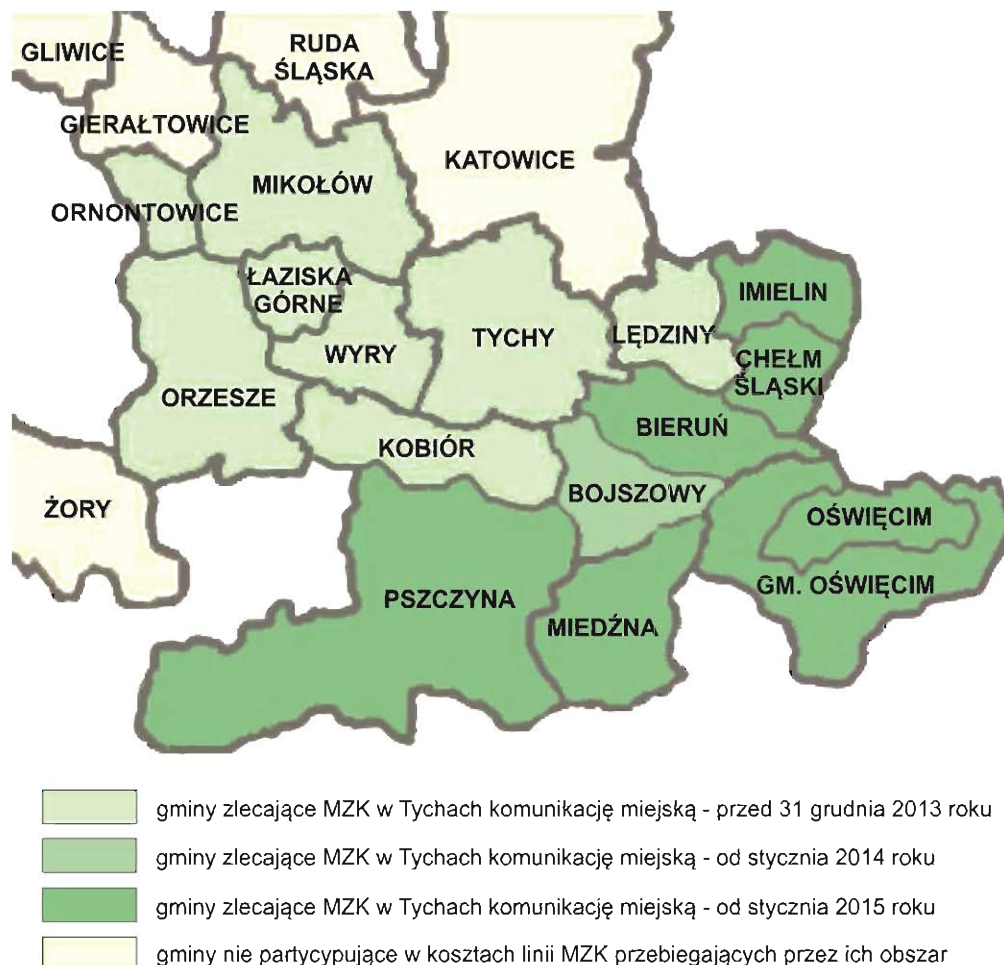 GLIWICE
RUDA
ŚLĄSKA
GIERAŁTOWICE
KATOWICE
MIKOŁÓW
ORNONTOWICE
ŁAZISKA
GÓRNE
IMIELIN
TYCHY
LĘDZINY
WYRY
CHEŁM
ŚLĄSKI
ORZESZE
BIERUŃ
KOBIÓR
BOJSZOWY
ŻORY
OŚWIĘCIM
GM. OŚWIĘCIM
PSZCZYNA
MIEDŹNA
gminy zlecające MZK w Tychach komunikację miejską - przed 31 grudnia 2013 roku
gminy zlecające MZK w Tychach komunikację miejską - od stycznia 2014 roku
gminy zlecające MZK w Tychach komunikację miejską - od stycznia 2015 roku
gminy nie partycypujące w kosztach linii MZK przebiegających przez ich obszar